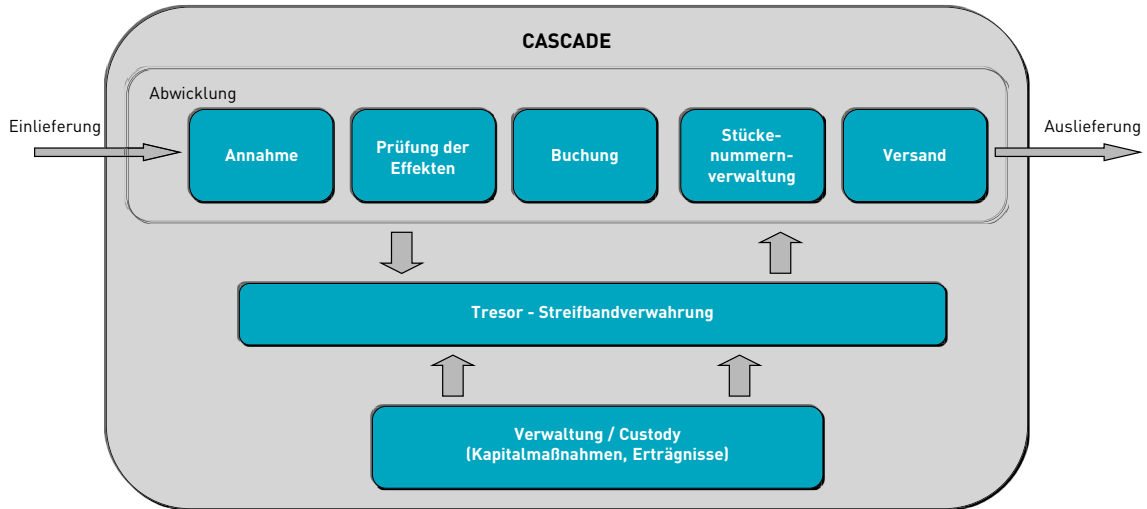 CASCADE
Abwicklung
Einlieferung
Annahme
Prüfung der
Effekten
Buchung
Stücke-
nummern-
verwaltung
Versand
Auslieferung
Tresor - Streifbandverwahrung
Verwaltung / Custody
(Kapitalmaßnahmen, Erträgnisse)